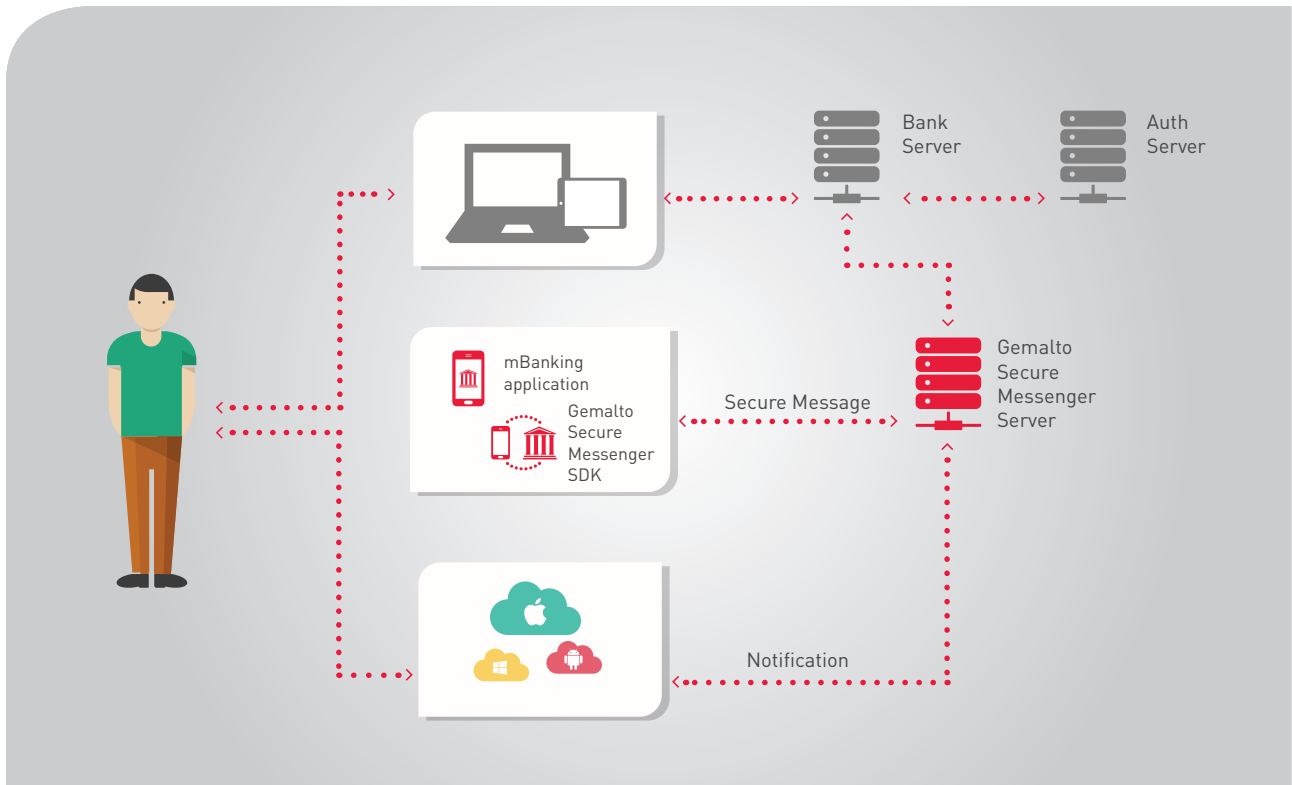 Bank
Server
Auth
Server
mBanking
application
Gemalto
Secure
Messenger
SDK
Secure Message
Gemalto
Secure
Messenger
Server
Notification